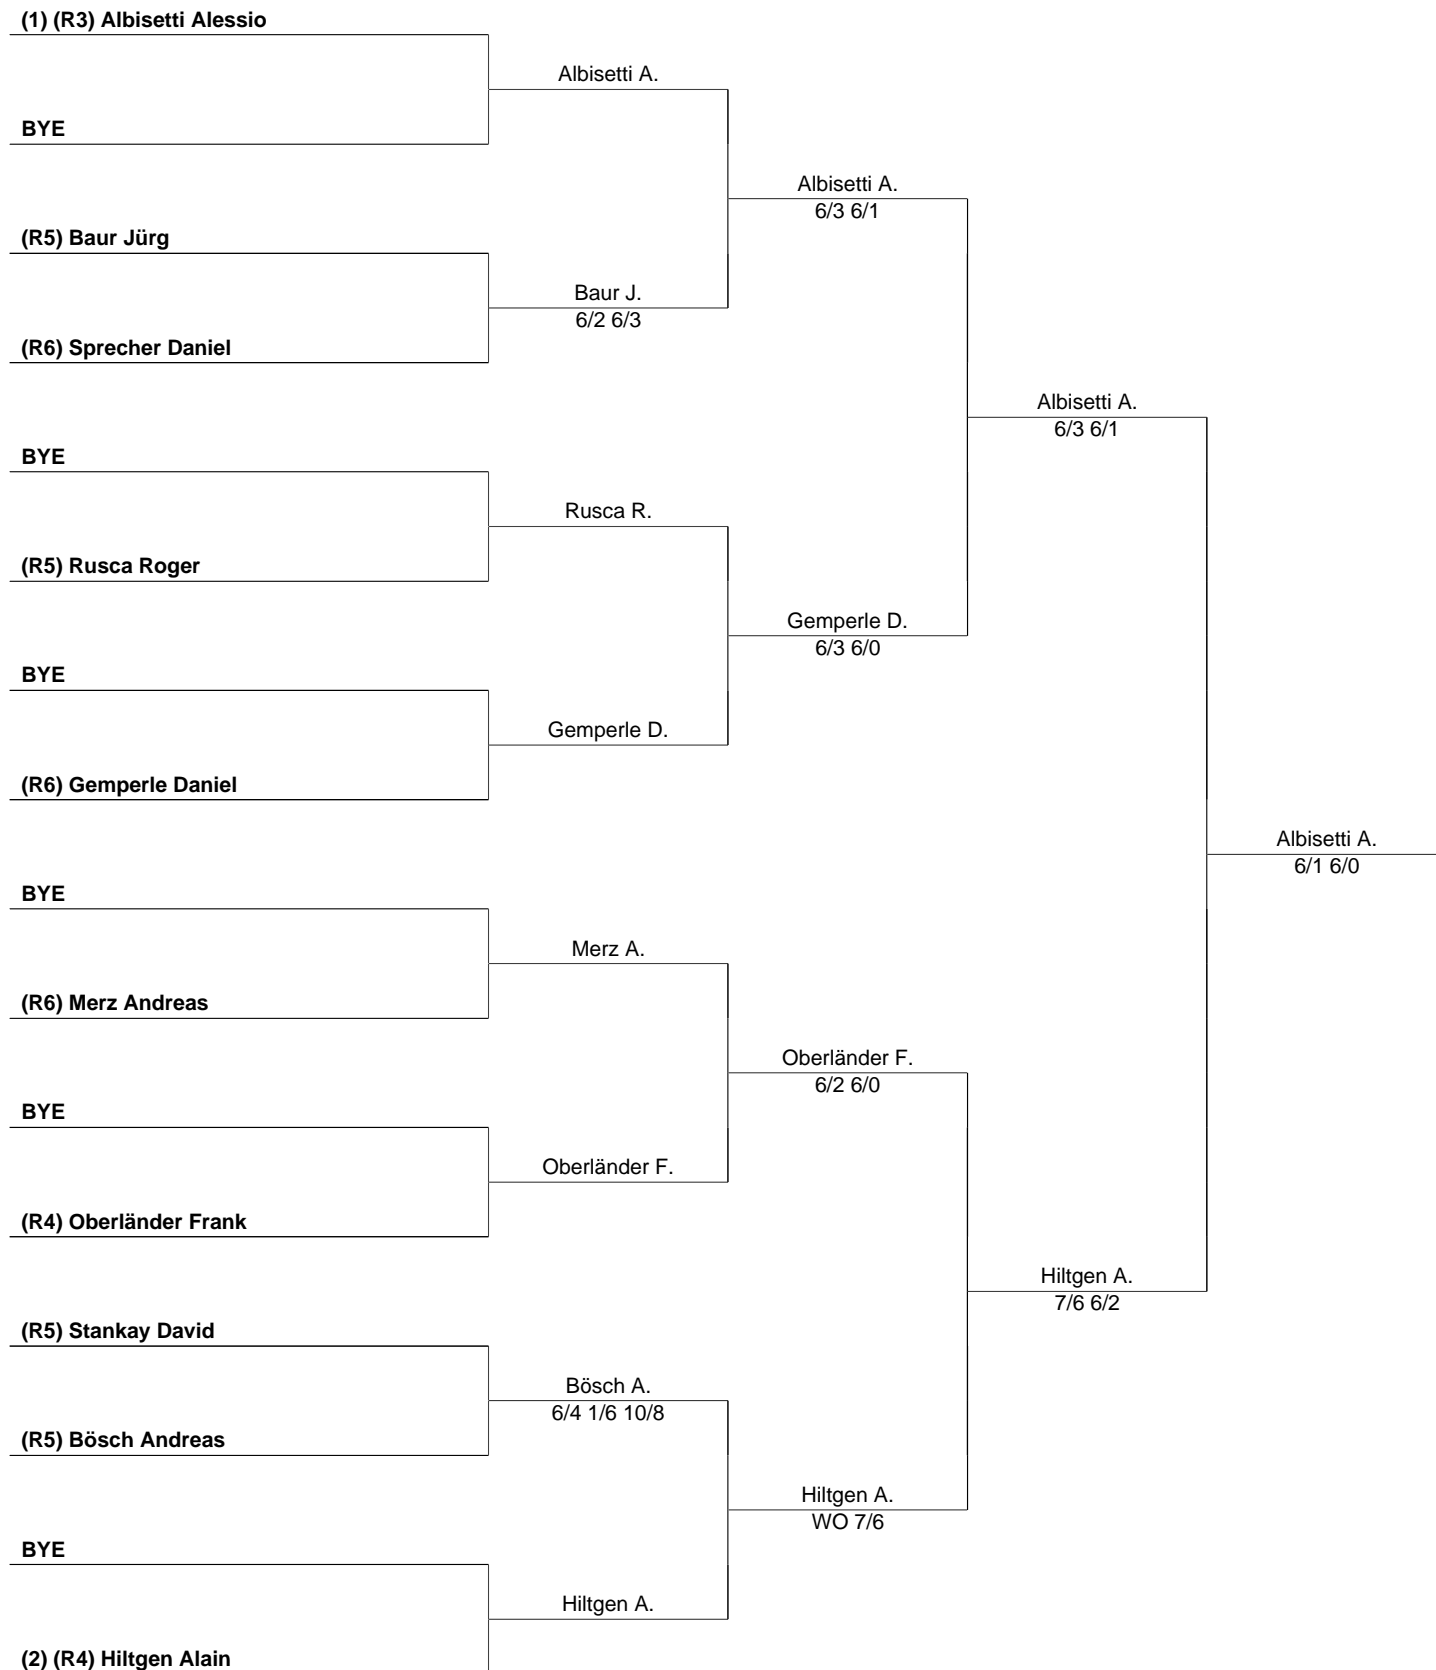 (1) (R3) Albisetti Alessio
Albisetti A.
BYE
Albisetti A.
6/3 6/1
(R5) Baur Jürg
Baur J.
6/2 6/3
(R6) Sprecher Daniel
Albisetti A.
6/3 6/1
BYE
Rusca R.
(R5) Rusca Roger
Gemperle D.
6/3 6/0
BYE
Gemperle D.
(R6) Gemperle Daniel
Albisetti A.
6/1 6/0
BYE
Merz A.
(R6) Merz Andreas
Oberländer F.
6/2 6/0
BYE
Oberländer F.
(R4) Oberländer Frank
Hiltgen A.
7/6 6/2
(R5) Stankay David
Bösch A.
6/4 1/6 10/8
(R5) Bösch Andreas
Hiltgen A.
WO 7/6
BYE
Hiltgen A.
(2) (R4) Hiltgen Alain